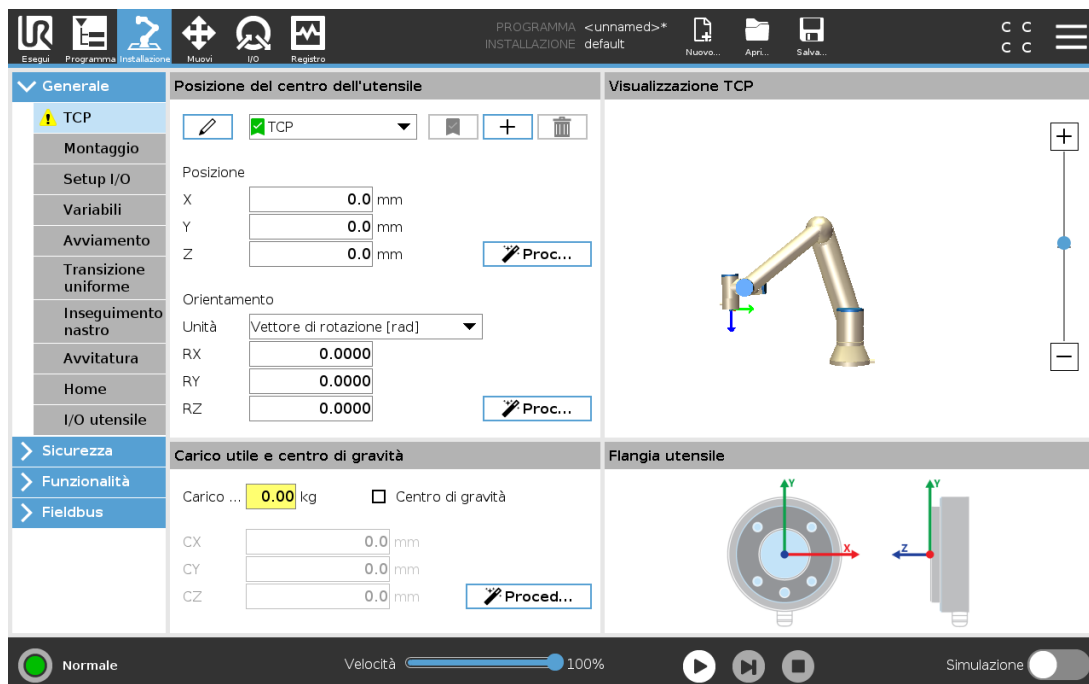 PROGRAMMA <unnamed>*
INSTALLAZIONE default
Esegui Programma Installazione Muovi I/O Registro
Nuovo... Apri... Salva...
C C
C C
Generale
TCP
Montaggio
Setup I/O
Variabili
Avviamento
Transizione
uniforme
Inseguimento
nastro
Avvitatura
Home
I/O utensile
Sicurezza
Funzionalità
Fieldbus
Posizione del centro dell'utensile
TCP
Posizione
X 0.0 mm
Y 0.0 mm
Z 0.0 mm
Proc...
Orientamento
Unità Vettore di rotazione [rad]
RX 0.0000
RY 0.0000
RZ 0.0000
Proc...
Carico utile e centro di gravità
Carico ... 0.00 kg Centro di gravità
CX 0.0 mm
CY 0.0 mm
CZ 0.0 mm
Proced...
Visualizzazione TCP
Flangia utensile
Y
X
Y
Z
Normale
Velocità 100%
Simulazione